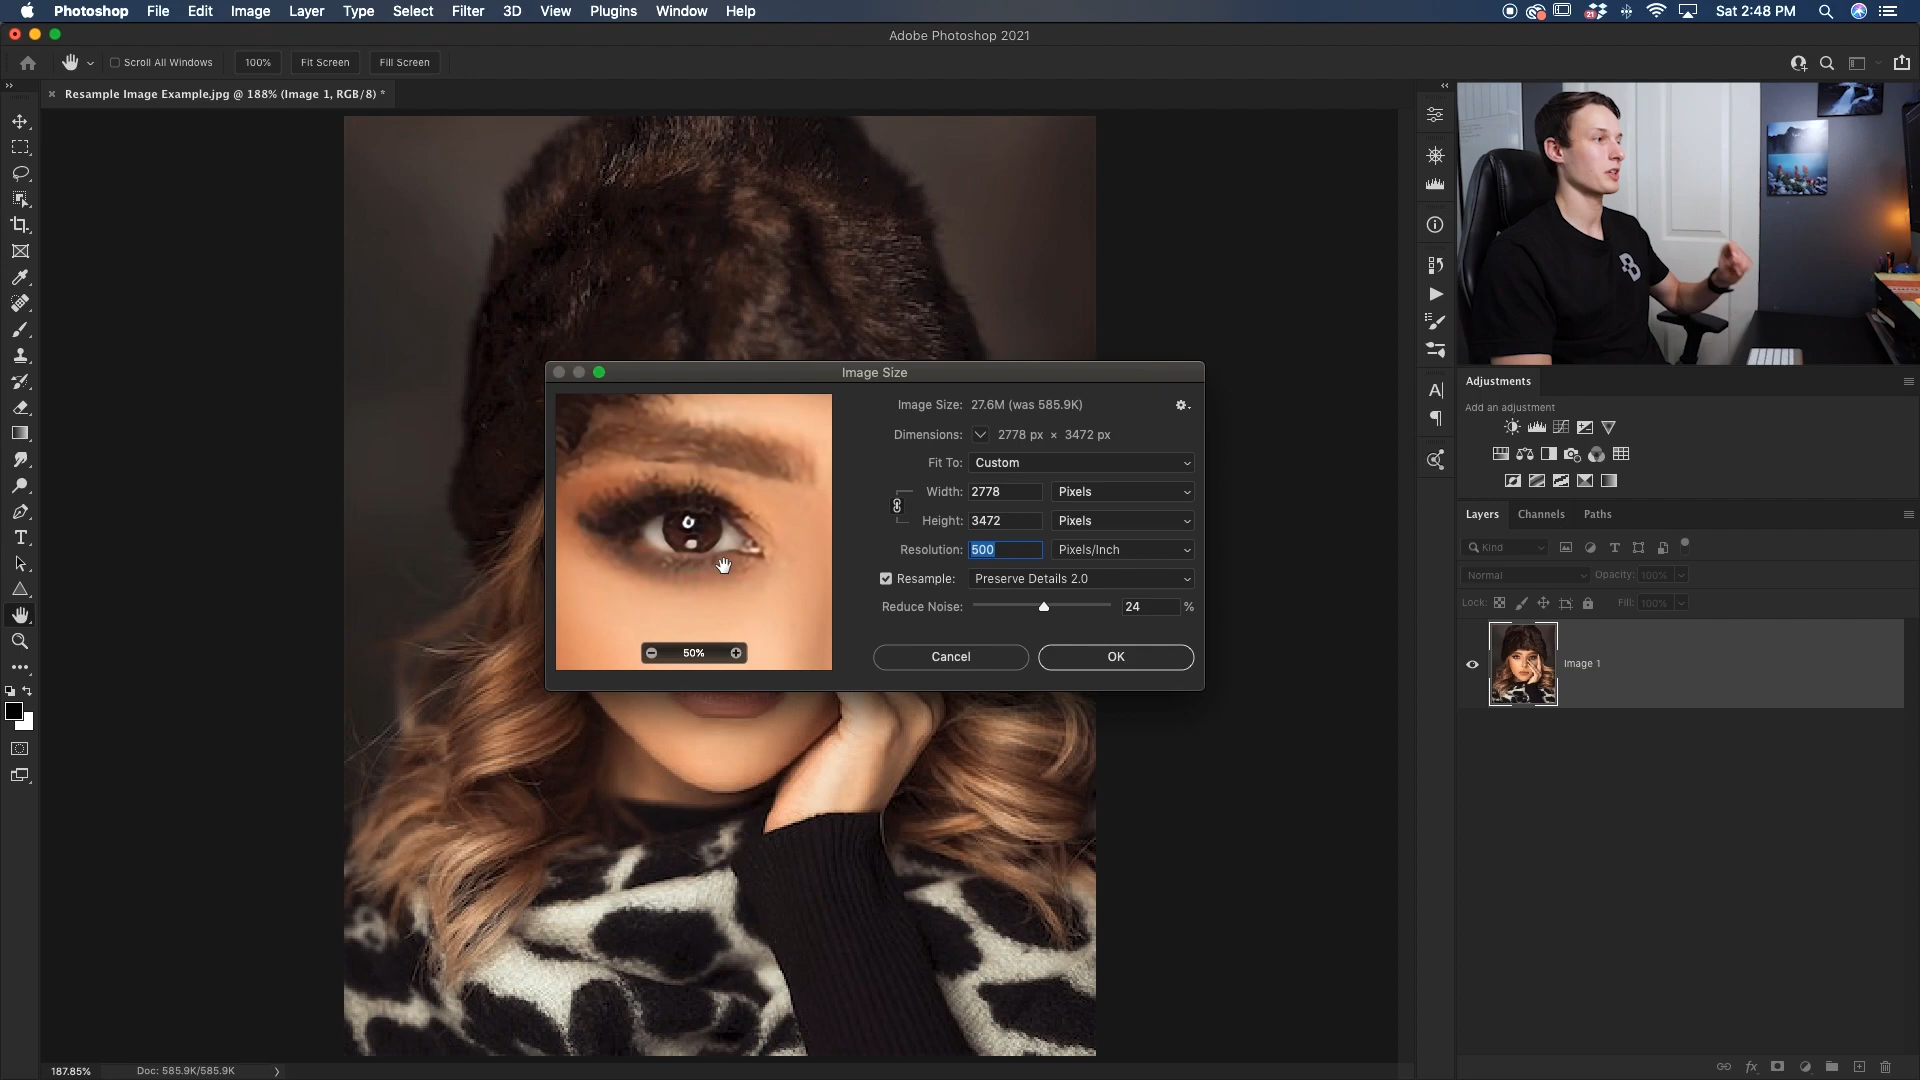 Photoshop File Edit Image Layer Type Select Filter 3D View Plugins Window Help
21
Sat 2:48 PM
Adobe Photoshop 2021
Scroll All Windows 100% Fit Screen Fill Screen
Resample Image Example.jpg @ 188% (Image 1, RGB/8) *
Image Size
Image Size: 27.6M (was 585.9K)
Dimensions: 2778 px × 3472 px
Fit To: Custom
Width: 2778 Pixels
Height: 3472 Pixels
Resolution: 500 Pixels/Inch
Resample: Preserve Details 2.0
Reduce Noise: 24 %
50%
Cancel OK
Adjustments
Add an adjustment
Layers Channels Paths
Kind
Normal Opacity: 100%
Lock: Fill: 100%
Image 1
187.85% Doc: 585.9K/585.9K